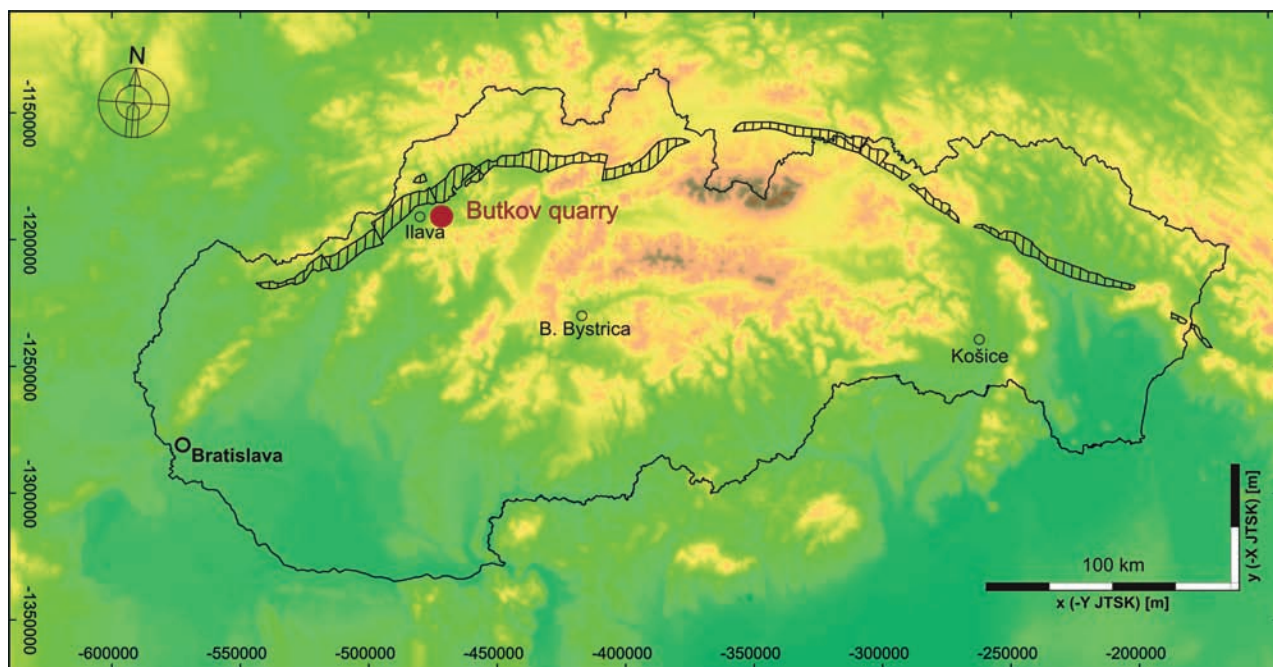 N
-1150000
-1200000
-1250000
-1300000
-1350000
Butkov quarry
Ilava
B. Bystrica
Košice
Bratislava
100 km
x (-Y JTSK) [m]
y (-X JTSK) [m]
-600000 -550000 -500000 -450000 -400000 -350000 -300000 -250000 -200000